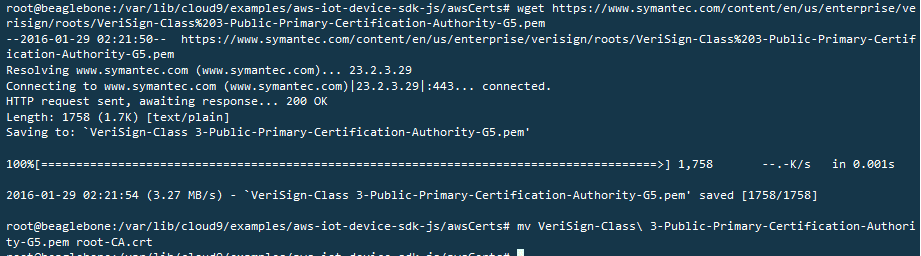 root@beaglebone:/var/lib/cloud9/examples/aws-iot-device-sdk-js/awsCerts# wget https://www.symantec.com/content/en/us/enterprise/ve
risign/roots/VeriSign-Class%203-Public-Primary-Certification-Authority-G5.pem
--2016-01-29 02:21:50--  https://www.symantec.com/content/en/us/enterprise/verisign/roots/VeriSign-Class%203-Public-Primary-Certif
ication-Authority-G5.pem
Resolving www.symantec.com (www.symantec.com)... 23.2.3.29
Connecting to www.symantec.com (www.symantec.com)|23.2.3.29|:443... connected.
HTTP request sent, awaiting response... 200 OK
Length: 1758 (1.7K) [text/plain]
Saving to: `VeriSign-Class 3-Public-Primary-Certification-Authority-G5.pem'
100%[======================================================================================>] 1,758       --.-K/s   in 0.001s
2016-01-29 02:21:54 (3.27 MB/s) - `VeriSign-Class 3-Public-Primary-Certification-Authority-G5.pem' saved [1758/1758]
root@beaglebone:/var/lib/cloud9/examples/aws-iot-device-sdk-js/awsCerts# mv VeriSign-Class\ 3-Public-Primary-Certification-Authori
ty-G5.pem root-CA.crt
root@beaglebone:/var/lib/cloud9/examples/aws-iot-device-sdk-js/awsCerts#